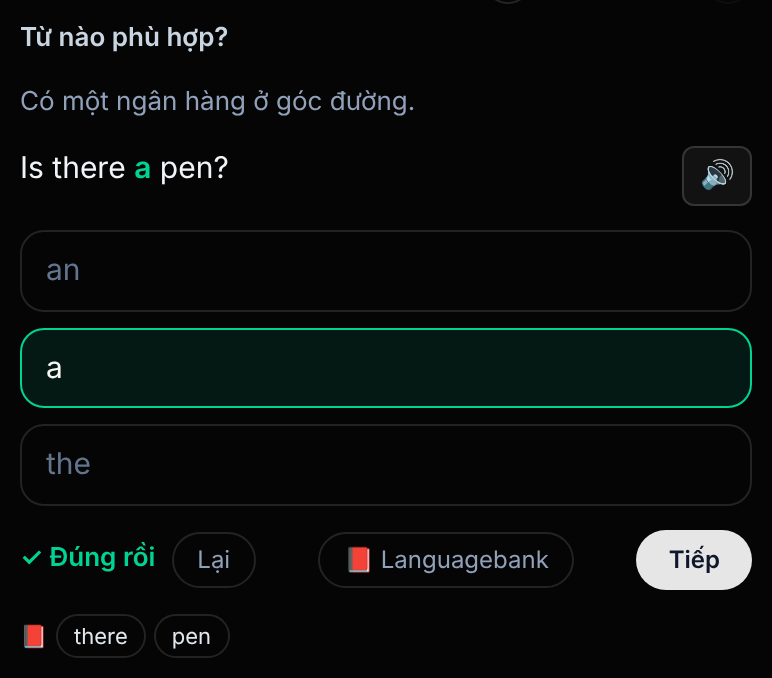 Từ nào phù hợp?
Có một ngân hàng ở góc đường.
Is there a pen?
an
a
the
✓ Đúng rồi
Lại
Languagebank
Tiếp
there
pen